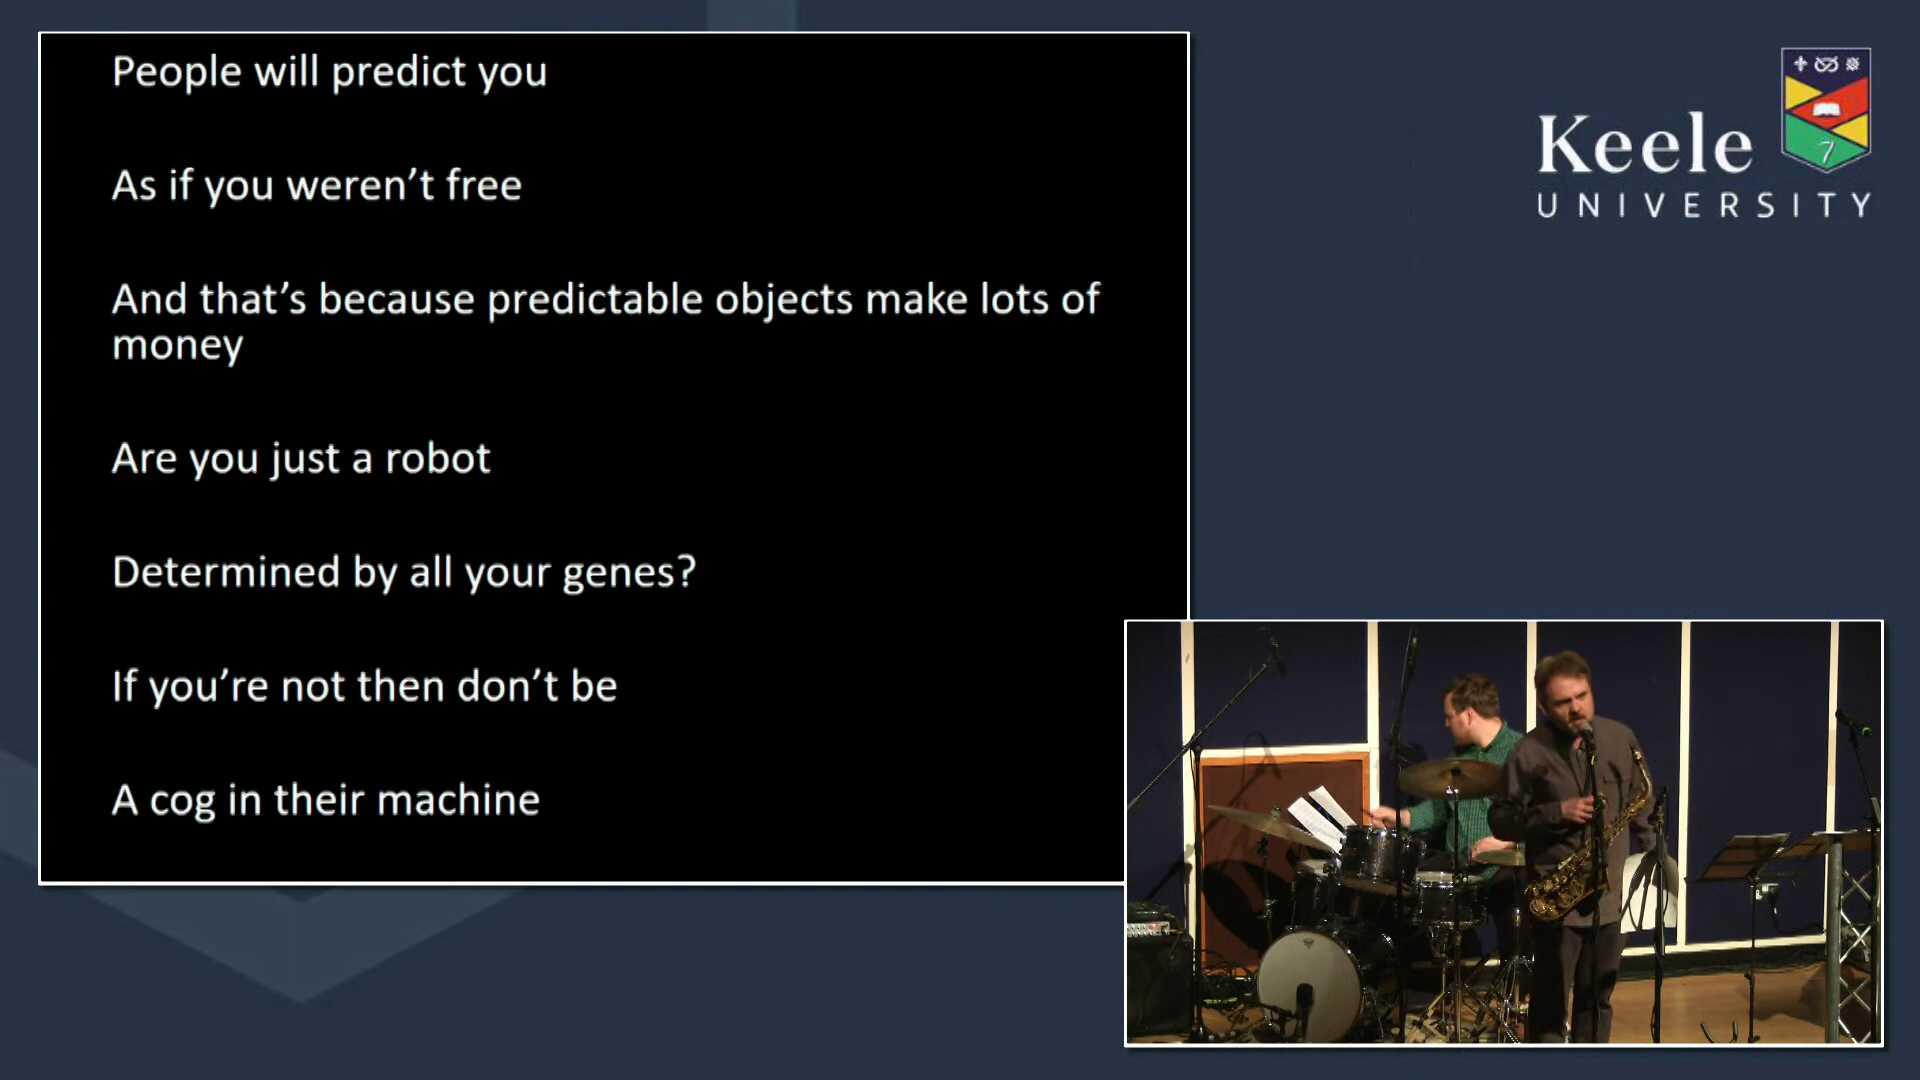 People will predict you
As if you weren’t free
And that’s because predictable objects make lots of
money
Are you just a robot
Determined by all your genes?
If you’re not then don’t be
A cog in their machine
Keele
UNIVERSITY